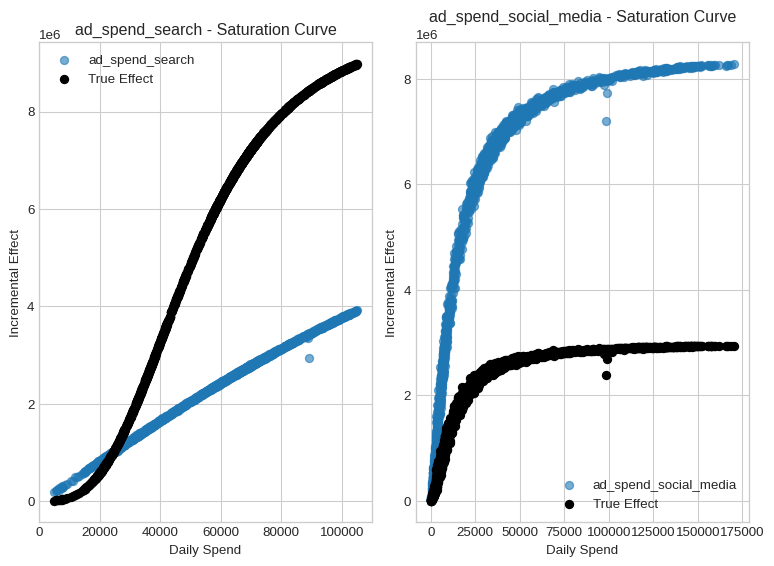 ad_spend_search - Saturation Curve
1e6
ad_spend_search
True Effect
8
6
4
2
0
Incremental Effect
0 20000 40000 60000 80000 100000
Daily Spend
ad_spend_social_media - Saturation Curve
1e6
8
6
4
2
0
Incremental Effect
ad_spend_social_media
True Effect
0 25000 50000 75000 100000 125000 150000 175000
Daily Spend